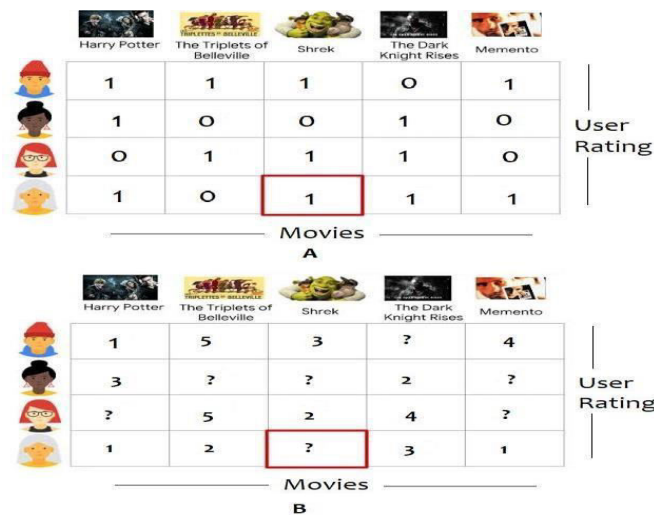 Harry Potter The Triplets of Belleville Shrek The Dark Knight Rises Memento
1 1 1 0 1
1 0 0 1 0
0 1 1 1 0
1 0 1 1 1
User Rating
Movies
A
TRIPLETTES DE BELLEVILLE
Harry Potter The Triplets of Belleville Shrek The Dark Knight Rises Memento
1 5 3 ? 4
3 ? ? 2 ?
? 5 2 4 ?
1 2 ? 3 1
User Rating
Movies
B